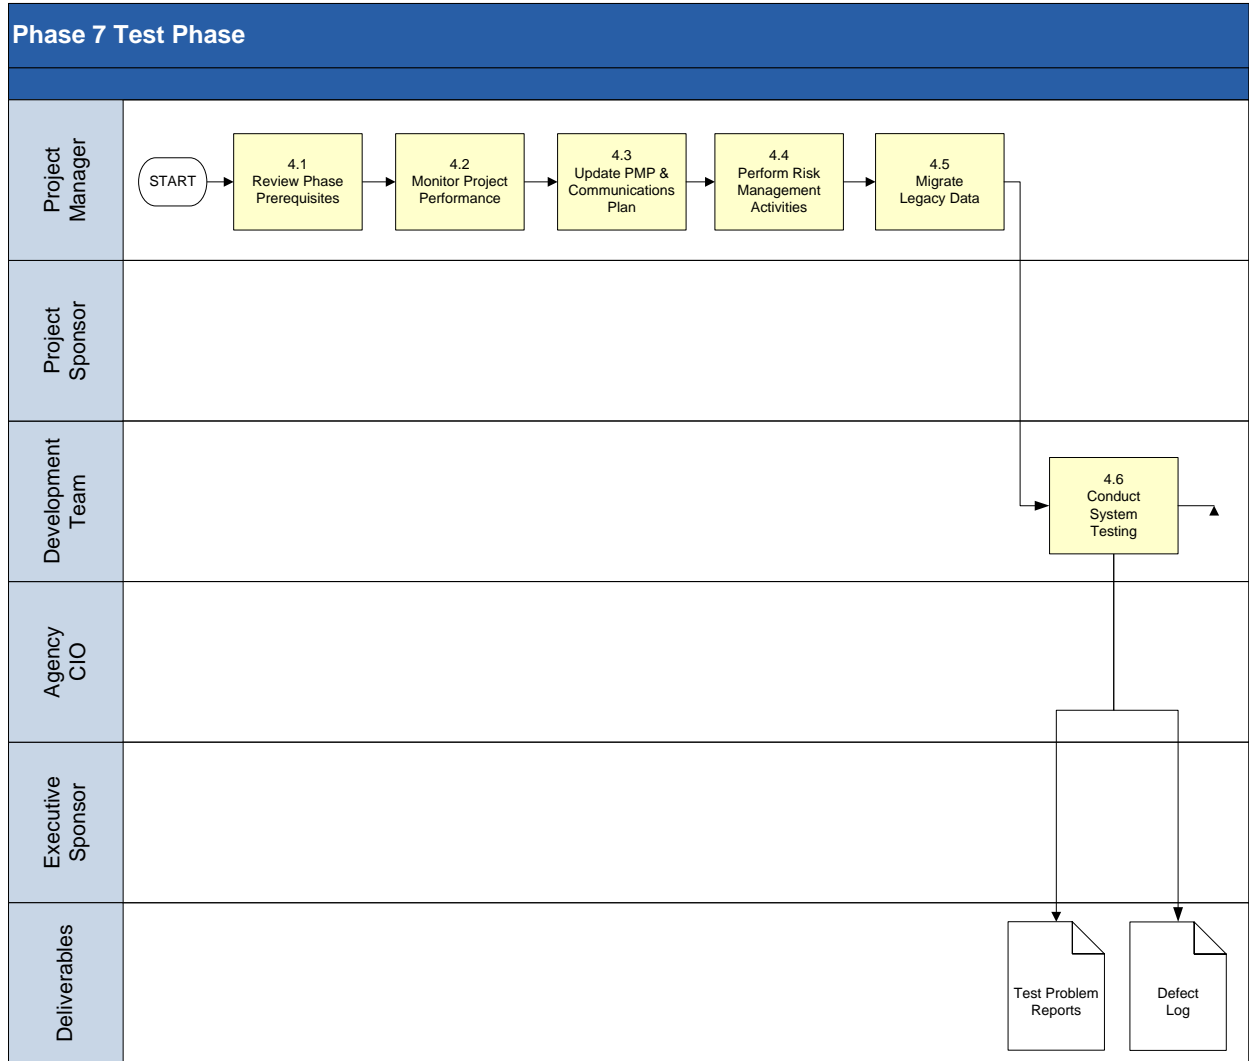 Phase 7 Test Phase
Project
Manager
START
4.1
Review Phase
Prerequisites
4.2
Monitor Project
Performance
4.3
Update PMP &
Communications
Plan
4.4
Perform Risk
Management
Activities
4.5
Migrate
Legacy Data
Project
Sponsor
Development
Team
4.6
Conduct
System
Testing
Agency
CIO
Executive
Sponsor
Deliverables
Test Problem
Reports
Defect
Log